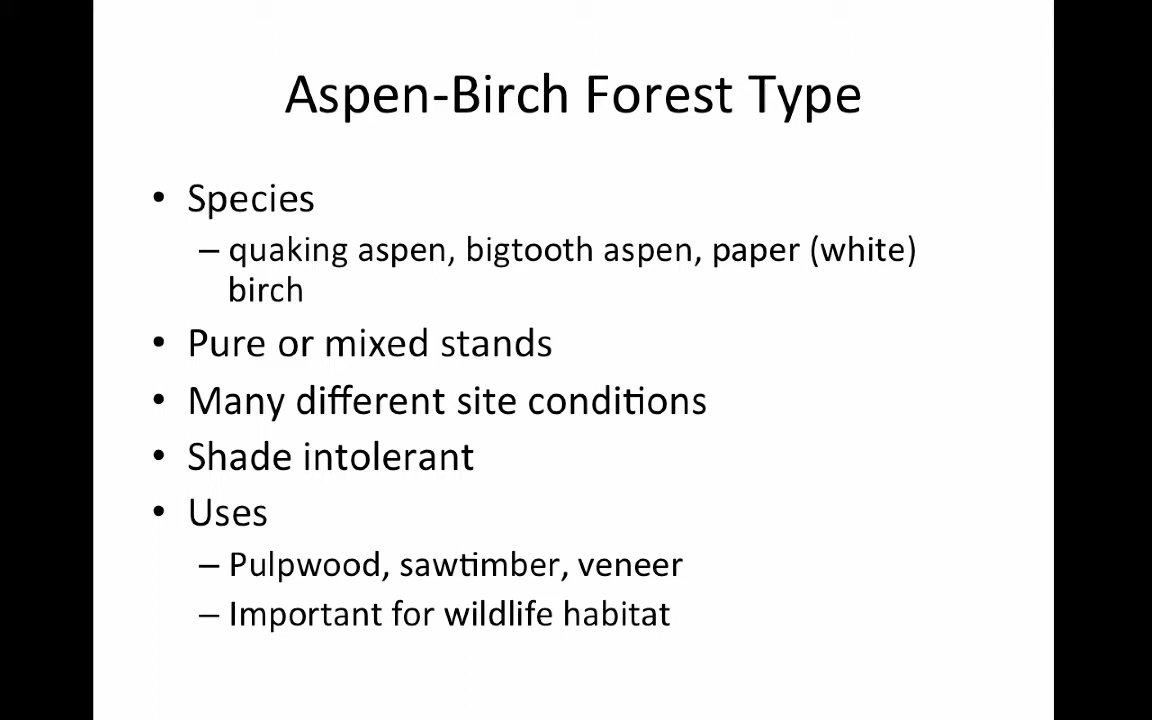 Aspen-Birch Forest Type
• Species
– quaking aspen, bigtooth aspen, paper (white)
birch
• Pure or mixed stands
• Many different site conditions
• Shade intolerant
• Uses
– Pulpwood, sawtimber, veneer
– Important for wildlife habitat